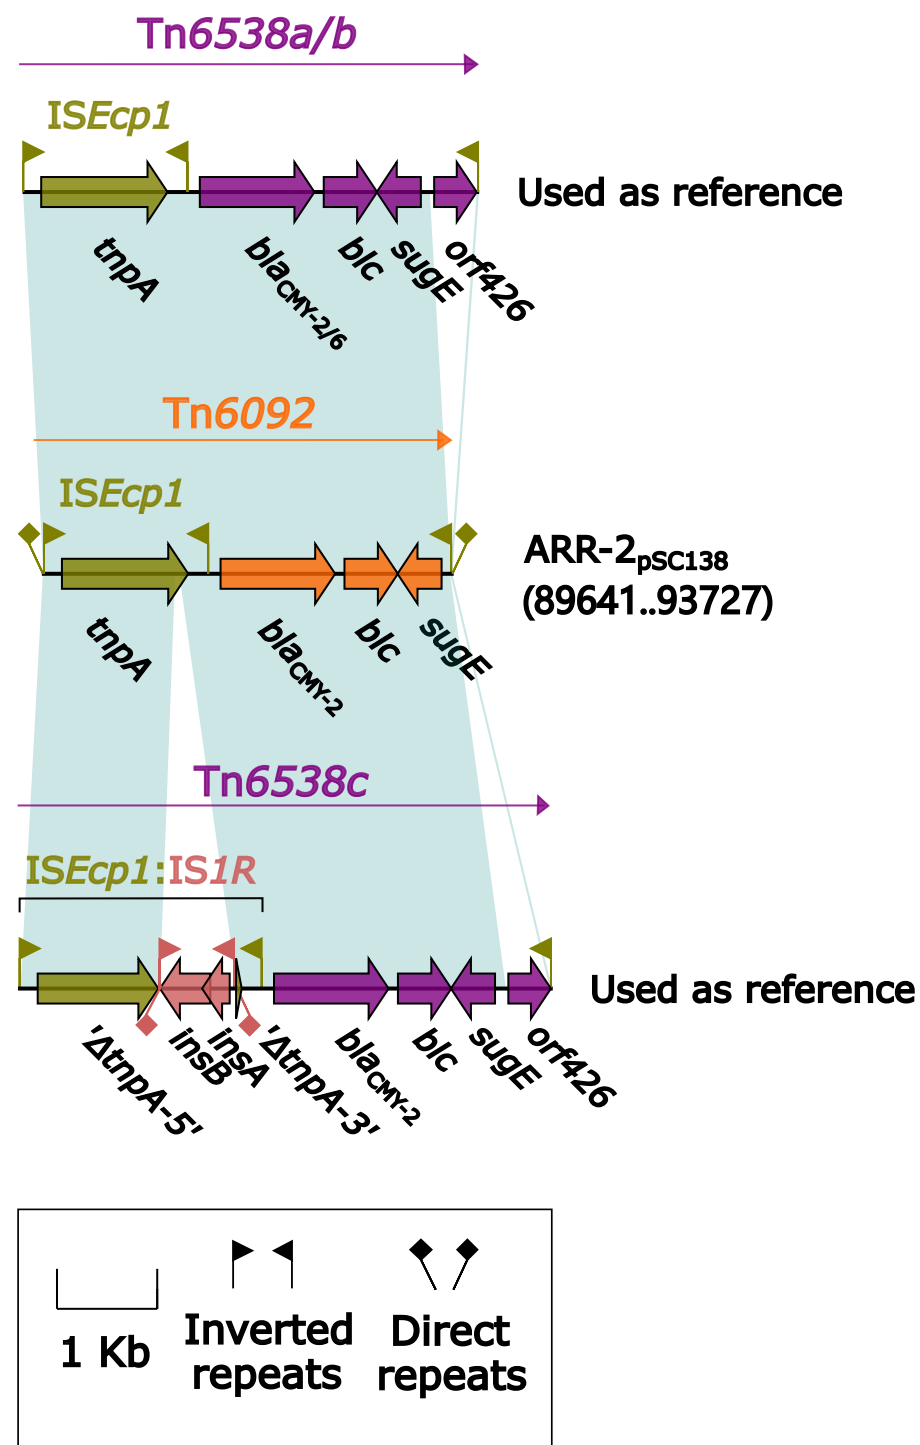 Tn6538a/b
ISEcp1
Used as reference
tnpA
blaCMY-2/6
blc
sugE
orf426
Tn6092
ISEcp1
ARR-2pSC138
(89641..93727)
tnpA
blaCMY-2
blc
sugE
Tn6538c
ISEcp1:IS1R
Used as reference
'ΔtnpA-5'
insB
insA
'ΔtnpA-3'
blaCMY-2
blc
sugE
orf426
1 Kb
Inverted
repeats
Direct
repeats